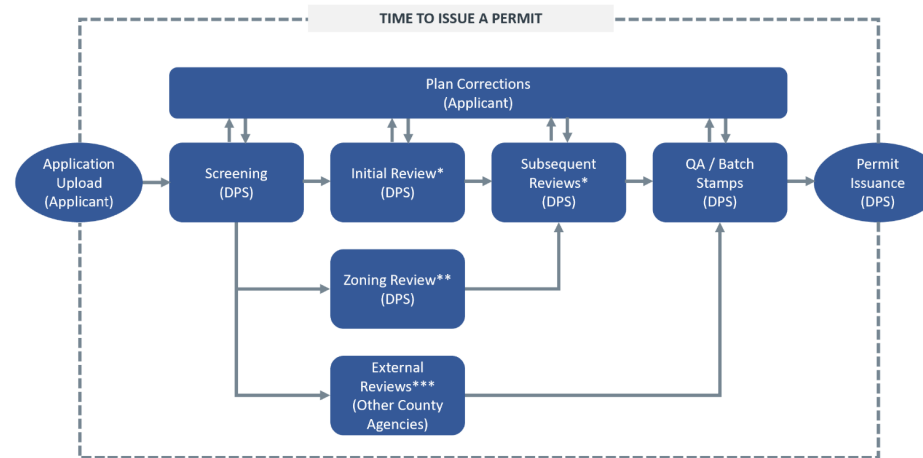 TIME TO ISSUE A PERMIT
Plan Corrections
(Applicant)
Application
Upload
(Applicant)
Screening
(DPS)
Initial Review*
(DPS)
Subsequent
Reviews*
(DPS)
QA / Batch
Stamps
(DPS)
Permit
Issuance
(DPS)
Zoning Review**
(DPS)
External
Reviews***
(Other County
Agencies)